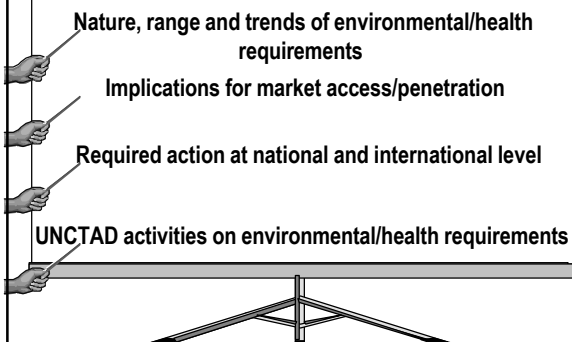 Nature, range and trends of environmental/health
requirements
Implications for market access/penetration
Required action at national and international level
UNCTAD activities on environmental/health requirements